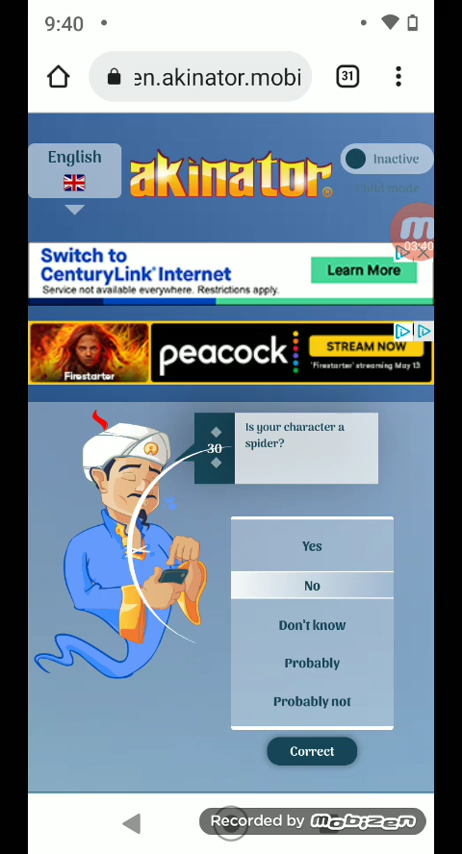 9:40
en.akinator.mobi
31
English
akinator
Inactive
Child mode
03:40
Switch to
CenturyLink® Internet
Service not available everywhere. Restrictions apply.
Learn More
Firestarter
peacock
STREAM NOW
'Firestarter' streaming May 13
30
Is your character a
spider?
Yes
No
Don't know
Probably
Probably not
Correct
Recorded by mobizen